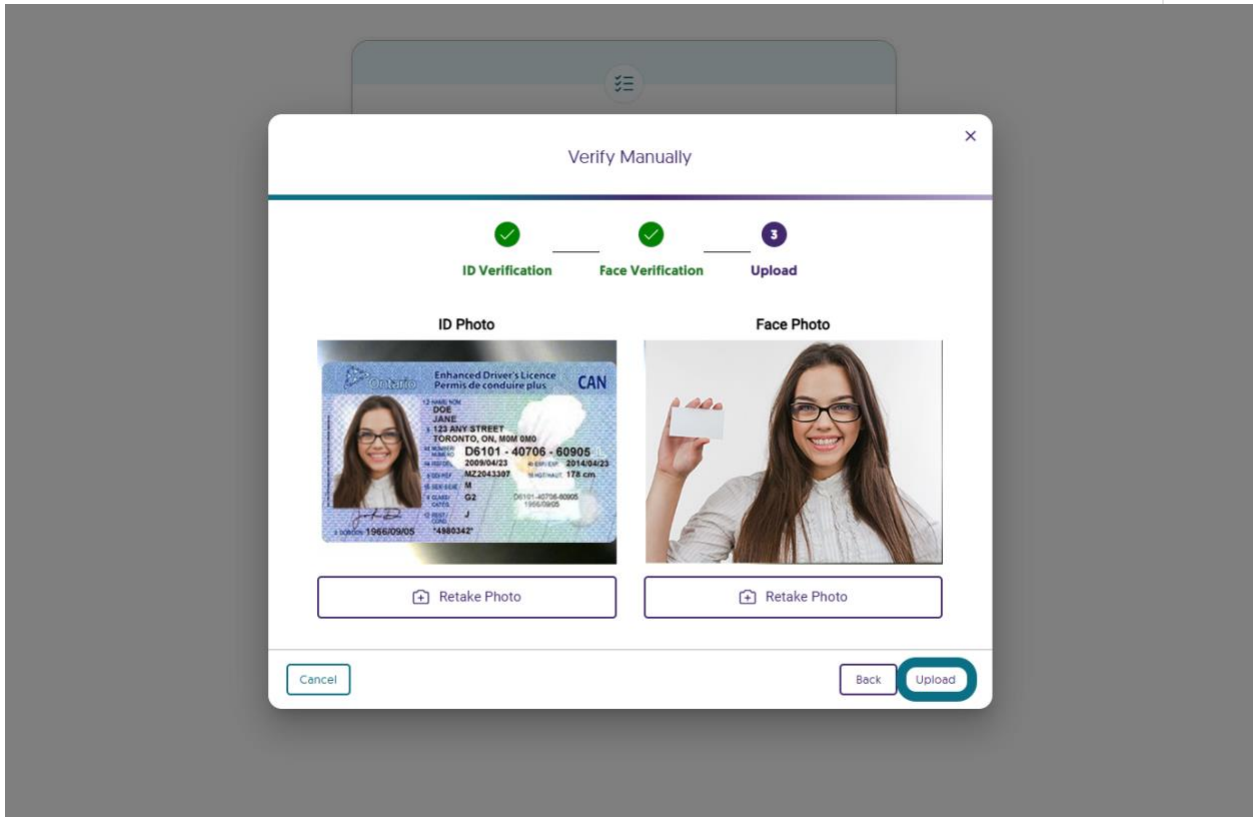 Verify Manually
3
ID Verification
Face Verification
Upload
ID Photo
Face Photo
Ontario
Enhanced Driver's Licence
Permis de conduire plus
CAN
DOE
JANE
123 ANY STREET
TORONTO, ON, M0M 0M0
D6101 - 40706 - 60905
2009/04/23
2014/04/23
MZ2043397
178 cm
M
G2
D6101-40706-60905
1966/09/05
J
1966/09/05
*4980342*
Retake Photo
Retake Photo
Cancel
Back
Upload